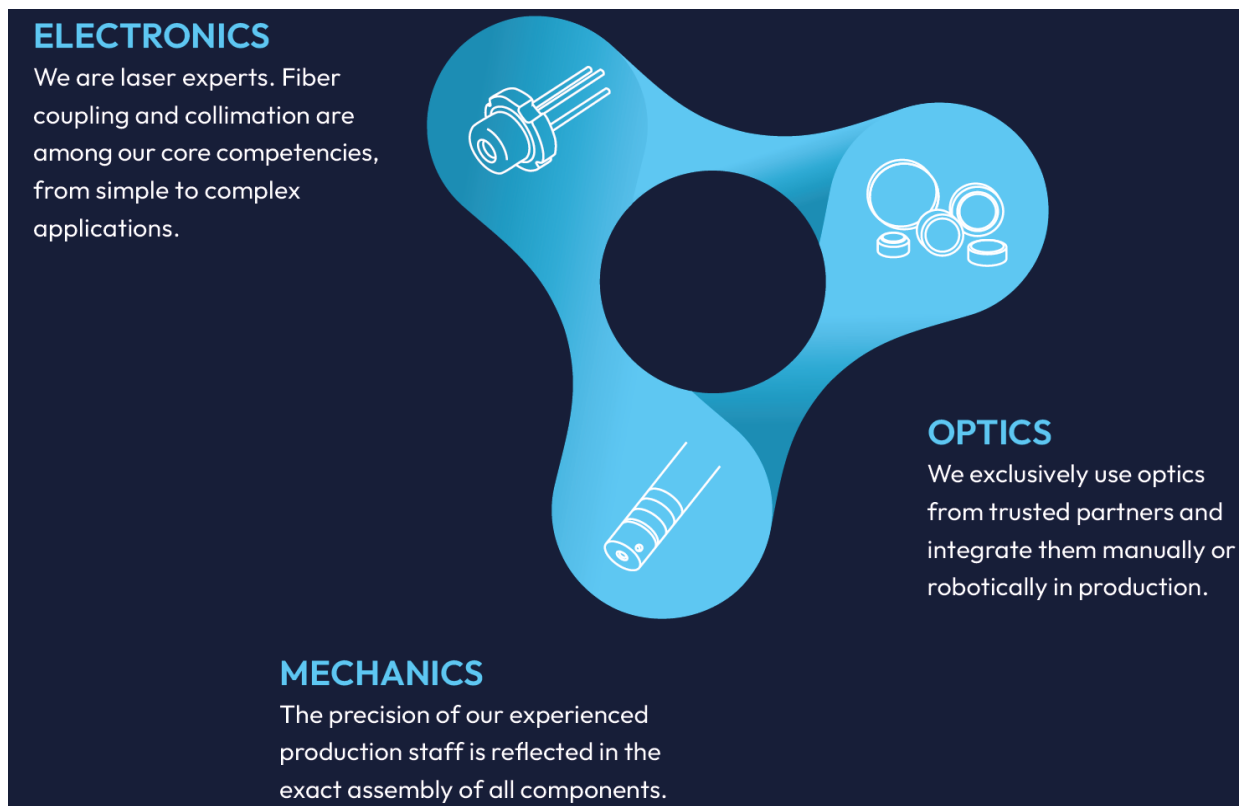 ELECTRONICS
We are laser experts. Fiber
coupling and collimation are
among our core competencies,
from simple to complex
applications.
OPTICS
We exclusively use optics
from trusted partners and
integrate them manually or
robotically in production.
MECHANICS
The precision of our experienced
production staff is reflected in the
exact assembly of all components.